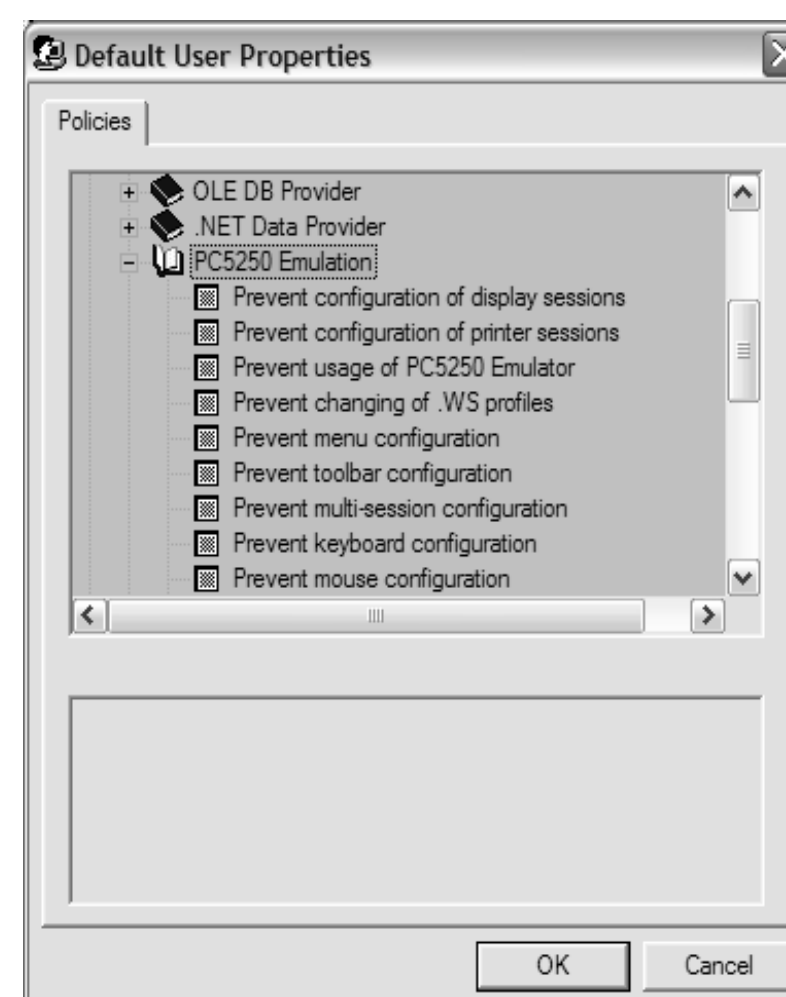 Default User Properties
Policies
OLE DB Provider
.NET Data Provider
PC5250 Emulation
Prevent configuration of display sessions
Prevent configuration of printer sessions
Prevent usage of PC5250 Emulator
Prevent changing of .WS profiles
Prevent menu configuration
Prevent toolbar configuration
Prevent multi-session configuration
Prevent keyboard configuration
Prevent mouse configuration
OK Cancel